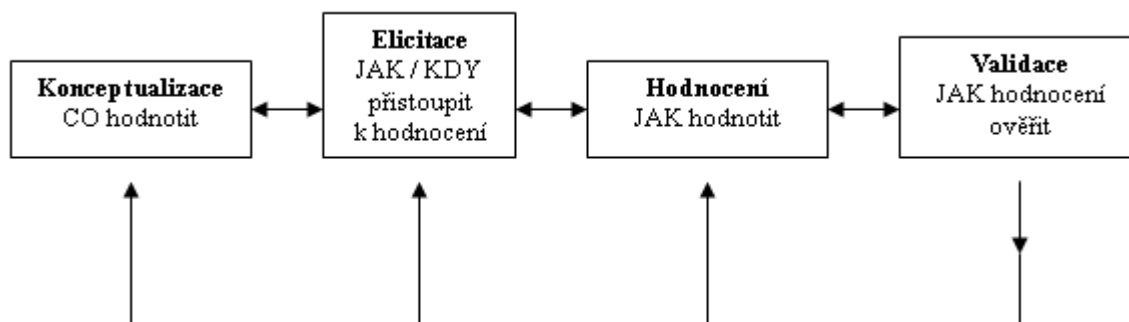 Konceptualizace
CO hodnotit
Elicitace
JAK / KDY
přistoupit
k hodnocení
Hodnocení
JAK hodnotit
Validace
JAK hodnocení
ověřit